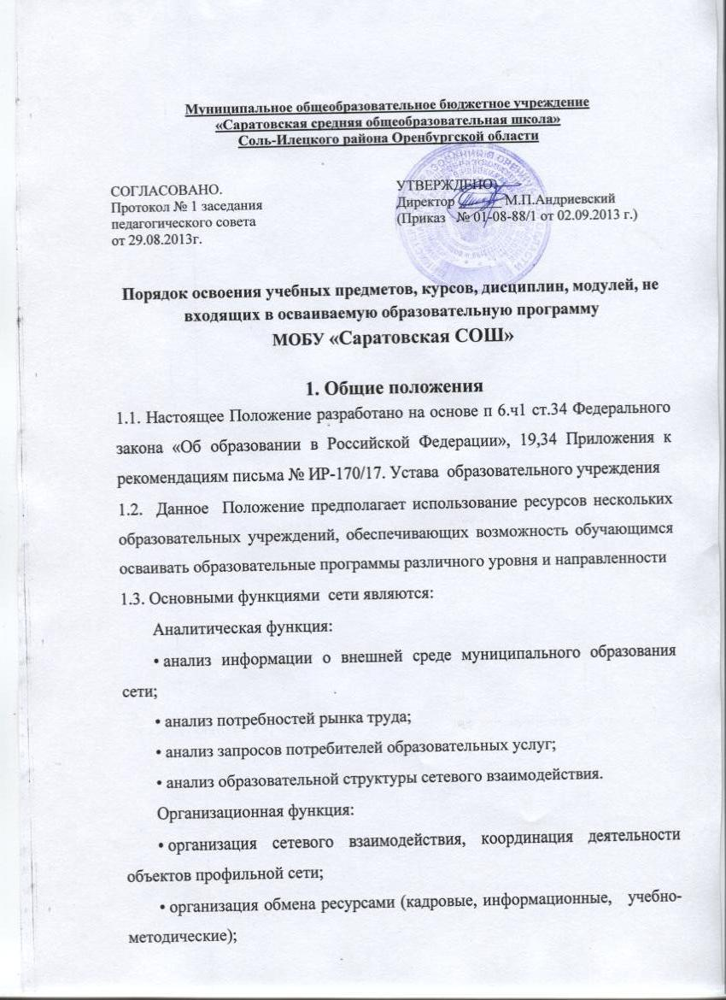 Муниципальное общеобразовательное бюджетное учреждение
«Саратовская средняя общеобразовательная школа»
Соль-Илецкого района Оренбургской области
СОГЛАСОВАНО.
Протокол № 1 заседания
педагогического совета
от 29.08.2013г.
УТВЕРЖДЕНО
Директор М.П.Андриевский
(Приказ № 01-08-88/1 от 02.09.2013 г.)
Порядок освоения учебных предметов, курсов, дисциплин, модулей, не
входящих в осваиваемую образовательную программу
МОБУ «Саратовская СОШ»
1. Общие положения
1.1. Настоящее Положение разработано на основе п 6.ч1 ст.34 Федерального
закона «Об образовании в Российской Федерации», 19,34 Приложения к
рекомендациям письма № ИР-170/17. Устава образовательного учреждения
1.2. Данное Положение предполагает использование ресурсов нескольких
образовательных учреждений, обеспечивающих возможность обучающимся
осваивать образовательные программы различного уровня и направленности
1.3. Основными функциями сети являются:
Аналитическая функция:
• анализ информации о внешней среде муниципального образования
сети;
• анализ потребностей рынка труда;
• анализ запросов потребителей образовательных услуг;
• анализ образовательной структуры сетевого взаимодействия.
Организационная функция:
• организация сетевого взаимодействия, координация деятельности
объектов профильной сети;
• организация обмена ресурсами (кадровые, информационные, учебно-
методические);